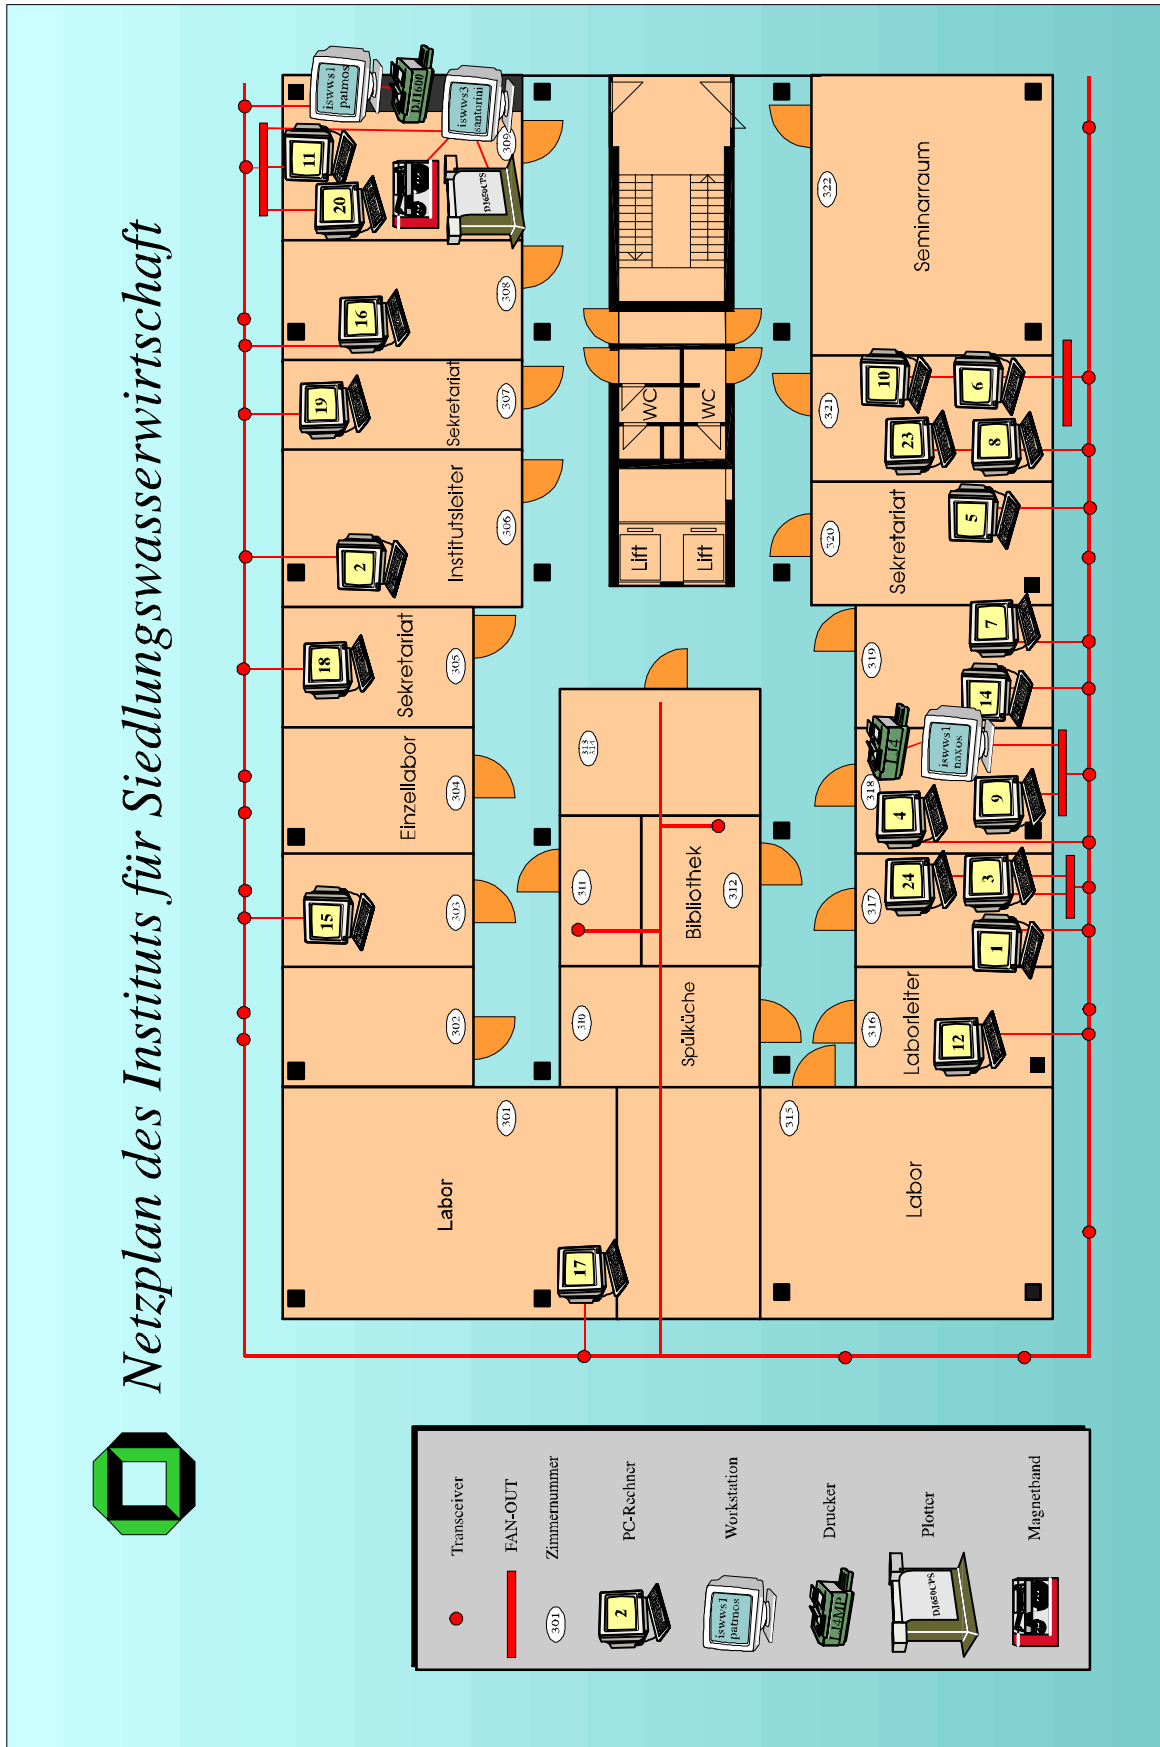 Netzplan des Instituts für Siedlungswasserwirtschaft
iswws1
patmos
DJ1600
iswws3
santorini
309
11
20
DJ650CPS
308
16
307
19
Sekretariat
306
2
Institutsleiter
305
18
Sekretariat
304
Einzellabor
303
15
302
301
Labor
17
322
Seminarraum
WC
WC
Lift
Lift
321
10
6
23
8
320
Sekretariat
5
319
7
14
318
LJ4
iswws1
naxos
4
9
317
24
3
1
316
Laborleiter
12
315
Labor
313
314
311
312
Bibliothek
310
Spülküche
Transceiver
FAN-OUT
301
Zimmernummer
2
PC-Rechner
iswws1
patmos
Workstation
LJ4MP
Drucker
DJ650CPS
Plotter
Magnetband